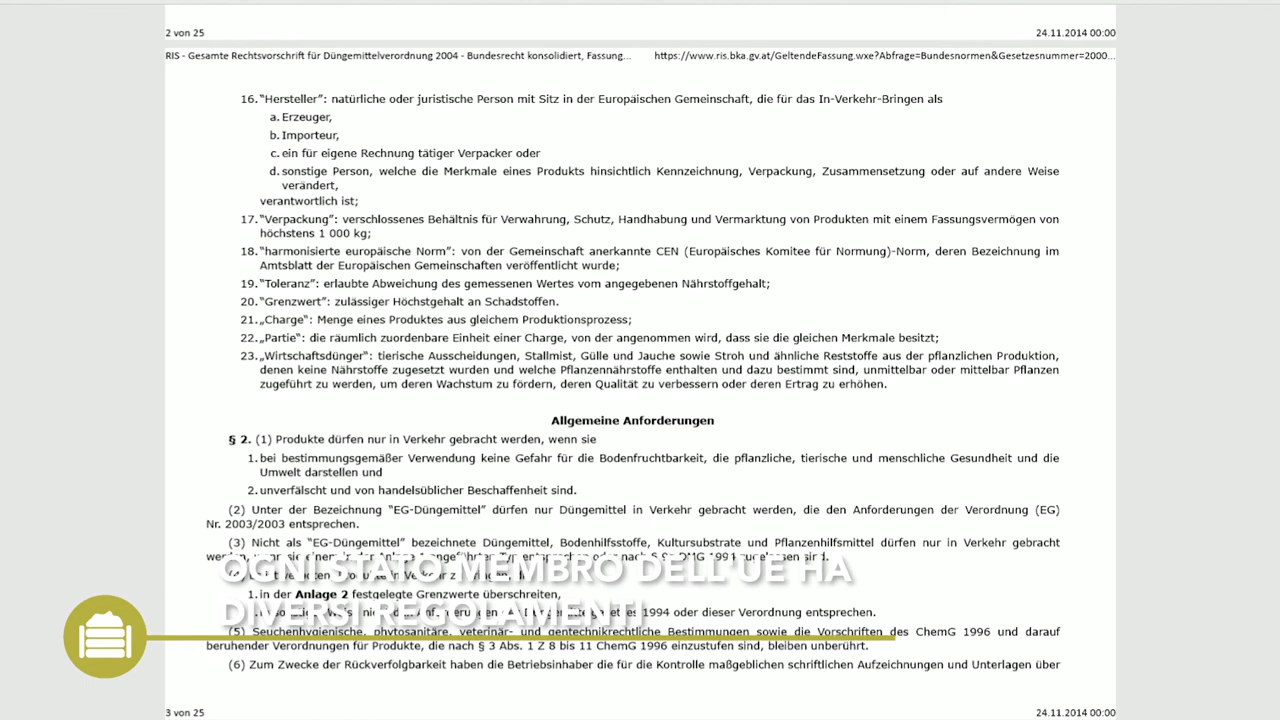 2 von 25
24.11.2014 00:00
RIS - Gesamte Rechtsvorschrift für Düngemittelverordnung 2004 - Bundesrecht konsolidiert, Fassung...
https://www.ris.bka.gv.at/GeltendeFassung.wxe?Abfrage=Bundesnormen&Gesetzesnummer=2000...
16. "Hersteller": natürliche oder juristische Person mit Sitz in der Europäischen Gemeinschaft, die für das In-Verkehr-Bringen als
a. Erzeuger,
b. Importeur,
c. ein für eigene Rechnung tätiger Verpacker oder
d. sonstige Person, welche die Merkmale eines Produkts hinsichtlich Kennzeichnung, Verpackung, Zusammensetzung oder auf andere Weise
verändert,
verantwortlich ist;
17. "Verpackung": verschlossenes Behältnis für Verwahrung, Schutz, Handhabung und Vermarktung von Produkten mit einem Fassungsvermögen von
höchstens 1 000 kg;
18. "harmonisierte europäische Norm": von der Gemeinschaft anerkannte CEN (Europäisches Komitee für Normung)-Norm, deren Bezeichnung im
Amtsblatt der Europäischen Gemeinschaften veröffentlicht wurde;
19. "Toleranz": erlaubte Abweichung des gemessenen Wertes vom angegebenen Nährstoffgehalt;
20. "Grenzwert": zulässiger Höchstgehalt an Schadstoffen.
21. „Charge“: Menge eines Produktes aus gleichem Produktionsprozess;
22. „Partie“: die räumlich zuordenbare Einheit einer Charge, von der angenommen wird, dass sie die gleichen Merkmale besitzt;
23. „Wirtschaftsdünger“: tierische Ausscheidungen, Stallmist, Gülle und Jauche sowie Stroh und ähnliche Reststoffe aus der pflanzlichen Produktion,
denen keine Nährstoffe zugesetzt wurden und welche Pflanzennährstoffe enthalten und dazu bestimmt sind, unmittelbar oder mittelbar Pflanzen
zugeführt zu werden, um deren Wachstum zu fördern, deren Qualität zu verbessern oder deren Ertrag zu erhöhen.
Allgemeine Anforderungen
§ 2. (1) Produkte dürfen nur in Verkehr gebracht werden, wenn sie
1. bei bestimmungsgemäßer Verwendung keine Gefahr für die Bodenfruchtbarkeit, die pflanzliche, tierische und menschliche Gesundheit und die
Umwelt darstellen und
2. unverfälscht und von handelsüblicher Beschaffenheit sind.
(2) Unter der Bezeichnung "EG-Düngemittel" dürfen nur Düngemittel in Verkehr gebracht werden, die den Anforderungen der Verordnung (EG)
Nr. 2003/2003 entsprechen.
(3) Nicht als "EG-Düngemittel" bezeichnete Düngemittel, Bodenhilfsstoffe, Kultursubstrate und Pflanzenhilfsmittel dürfen nur in Verkehr gebracht
OGNI STATO MEMBRO DELL'UE HA
DIVERSI REGOLAMENTI
1. in der Anlage 2 festgelegte Grenzwerte überschreiten,
1994 oder dieser Verordnung entsprechen.
(5) Seuchenhygienische, phytosanitäre, veterinär- und gentechnikrechtliche Bestimmungen sowie die Vorschriften des ChemG 1996 und darauf
beruhender Verordnungen für Produkte, die nach § 3 Abs. 1 Z 8 bis 11 ChemG 1996 einzustufen sind, bleiben unberührt.
(6) Zum Zwecke der Rückverfolgbarkeit haben die Betriebsinhaber die für die Kontrolle maßgeblichen schriftlichen Aufzeichnungen und Unterlagen über
3 von 25
24.11.2014 00:00